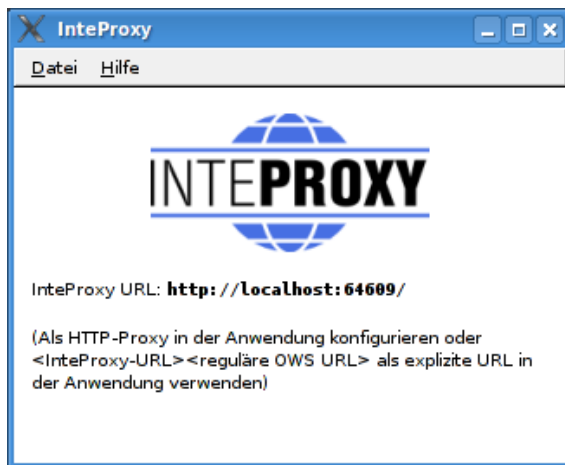 InteProxy
Datei Hilfe
INTEPROXY
InteProxy URL: http://localhost:64609/
(Als HTTP-Proxy in der Anwendung konfigurieren oder
<InteProxy-URL><reguläre OWS URL> als explizite URL in
der Anwendung verwenden)